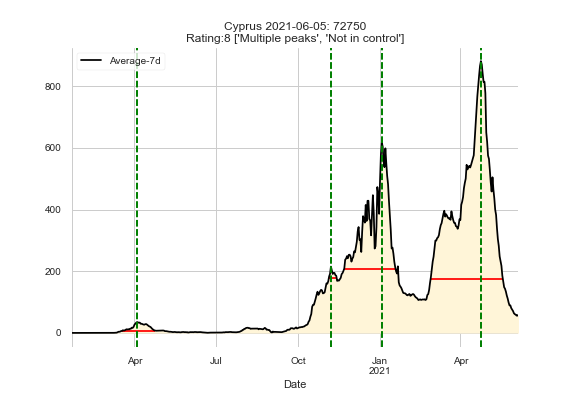 Cyprus 2021-06-05: 72750
Rating:8 ['Multiple peaks', 'Not in control']
Average-7d
800
600
400
200
0
Apr
Jul
Oct
Jan
2021
Apr
Date